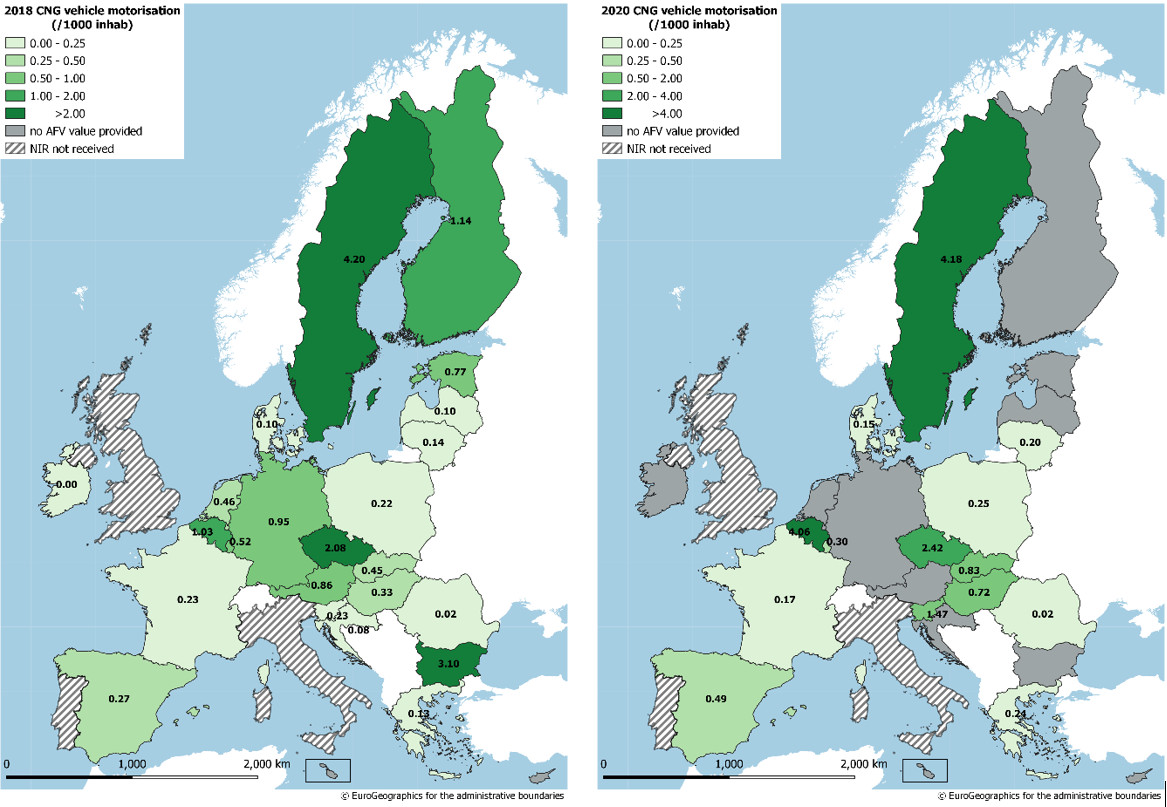 2018 CNG vehicle motorisation
(/1000 inhab)
0.00 - 0.25
0.25 - 0.50
0.50 - 1.00
1.00 - 2.00
>2.00
no AFV value provided
NIR not received
4.20
1.14
0.77
0.10
0.10
0.14
0.00
0.46
0.22
0.95
1.03
0.52
2.08
0.45
0.86
0.33
0.23
0.23
0.02
0.08
3.10
0.27
0.13
0
1,000
2,000 km
© EuroGeographics for the administrative boundaries
2020 CNG vehicle motorisation
(/1000 inhab)
0.00 - 0.25
0.25 - 0.50
0.50 - 2.00
2.00 - 4.00
>4.00
no AFV value provided
NIR not received
4.18
0.15
0.20
0.25
4.06
0.30
2.42
0.83
0.72
0.17
1.47
0.02
0.49
0.24
0
1,000
2,000 km
© EuroGeographics for the administrative boundaries